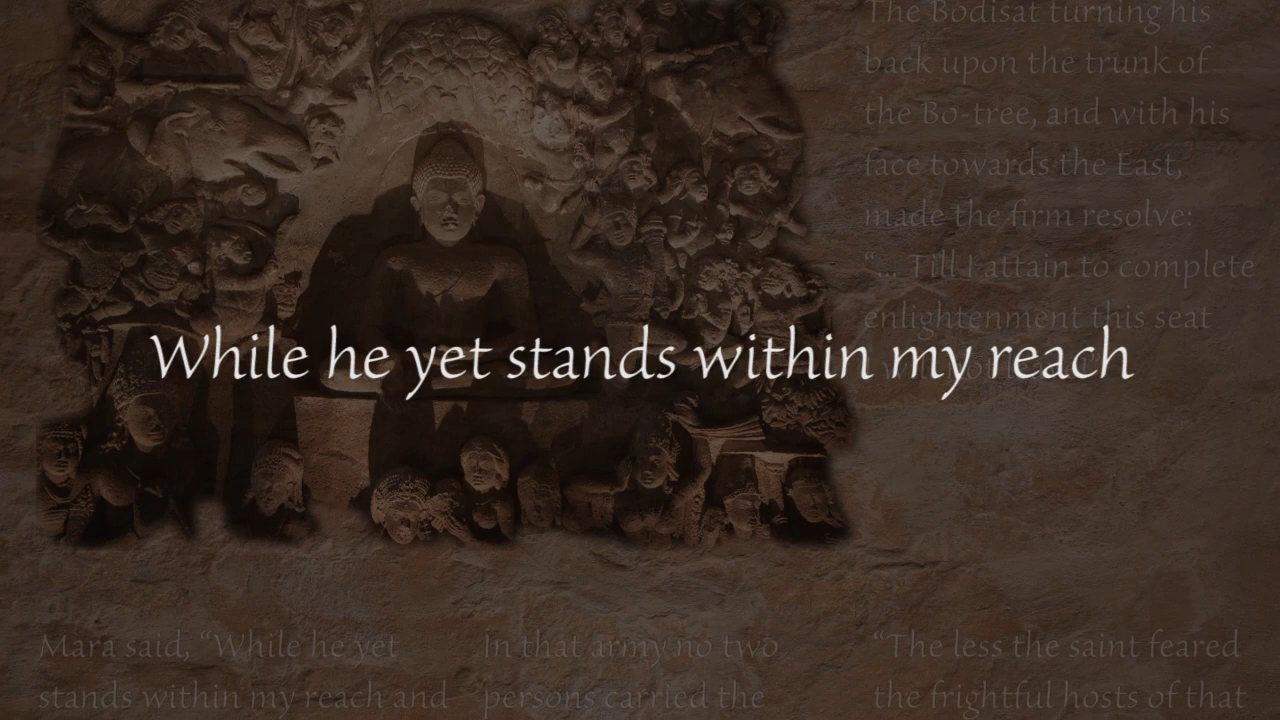 The Bodisat turning his
back upon the trunk of
the Bo-tree, and with his
face towards the East,
made the firm resolve:
“... Till I attain to complete
enlightenment this seat
While he yet stands within my reach
Mara said, “While he yet
stands within my reach and
In that army no two
persons carried the
“The less the saint feared
the frightful hosts of that